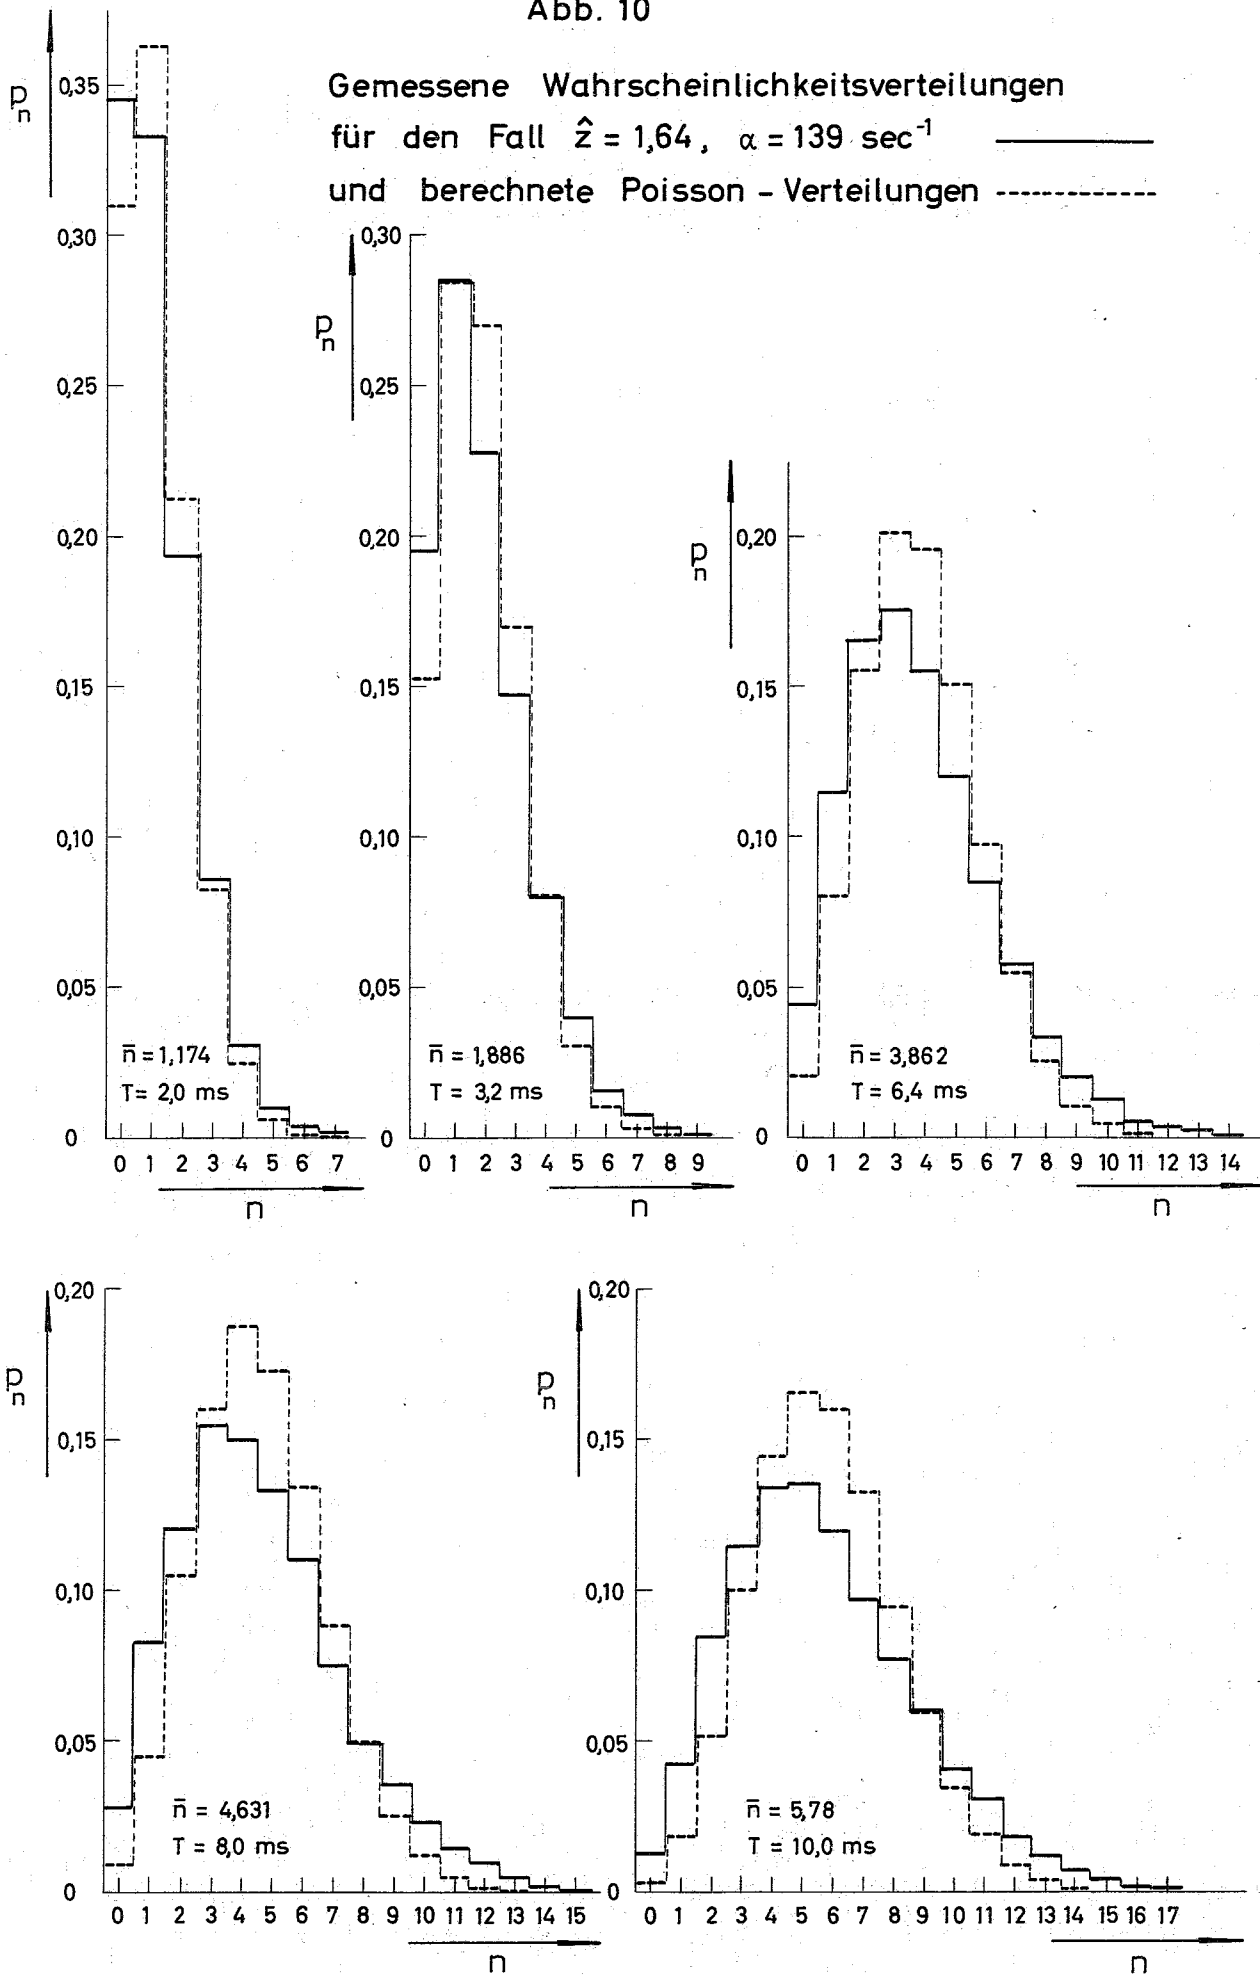 Abb. 10
Gemessene Wahrscheinlichkeitsverteilungen
für den Fall ẑ = 1,64, α = 139 sec⁻¹
und berechnete Poisson - Verteilungen
pₙ
0,35
0,30
0,25
0,20
0,15
0,10
0,05
0
n̄ = 1,174
T = 2,0 ms
0 1 2 3 4 5 6 7
n
pₙ
0,30
0,25
0,20
0,15
0,10
0,05
0
n̄ = 1,886
T = 3,2 ms
0 1 2 3 4 5 6 7 8 9
n
pₙ
0,20
0,15
0,10
0,05
0
n̄ = 3,862
T = 6,4 ms
0 1 2 3 4 5 6 7 8 9 10 11 12 13 14
n
pₙ
0,20
0,15
0,10
0,05
0
n̄ = 4,631
T = 8,0 ms
0 1 2 3 4 5 6 7 8 9 10 11 12 13 14 15
n
pₙ
0,20
0,15
0,10
0,05
0
n̄ = 5,78
T = 10,0 ms
0 1 2 3 4 5 6 7 8 9 10 11 12 13 14 15 16 17
n